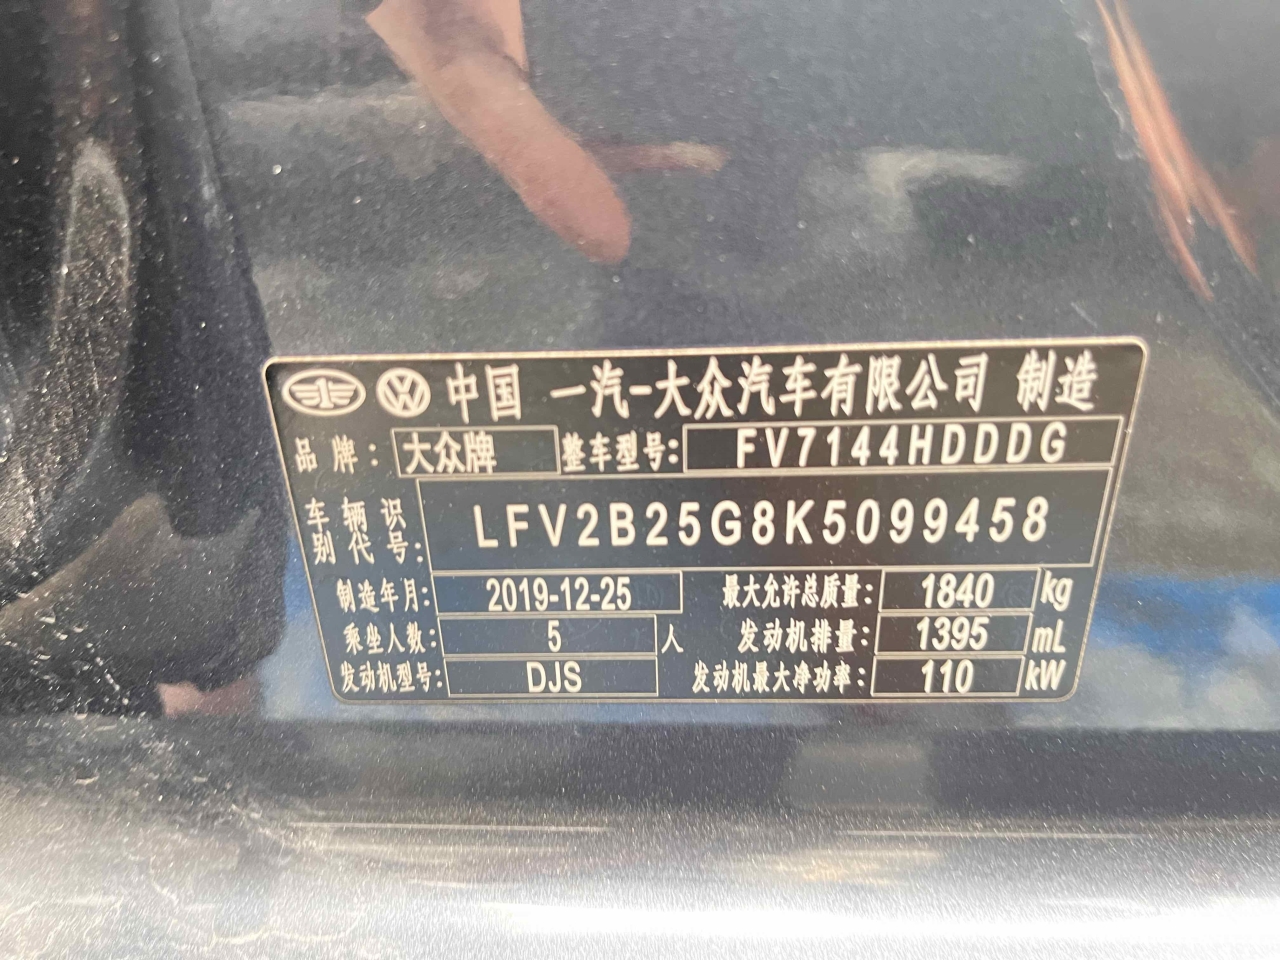 中国 一汽-大众汽车有限公司 制造
品牌: 大众牌 整车型号: FV7144HDDDG
车辆识别代号: LFV2B25G8K5099458
制造年月: 2019-12-25 最大允许总质量: 1840 kg
乘坐人数: 5 人 发动机排量: 1395 mL
发动机型号: DJS 发动机最大净功率: 110 kW